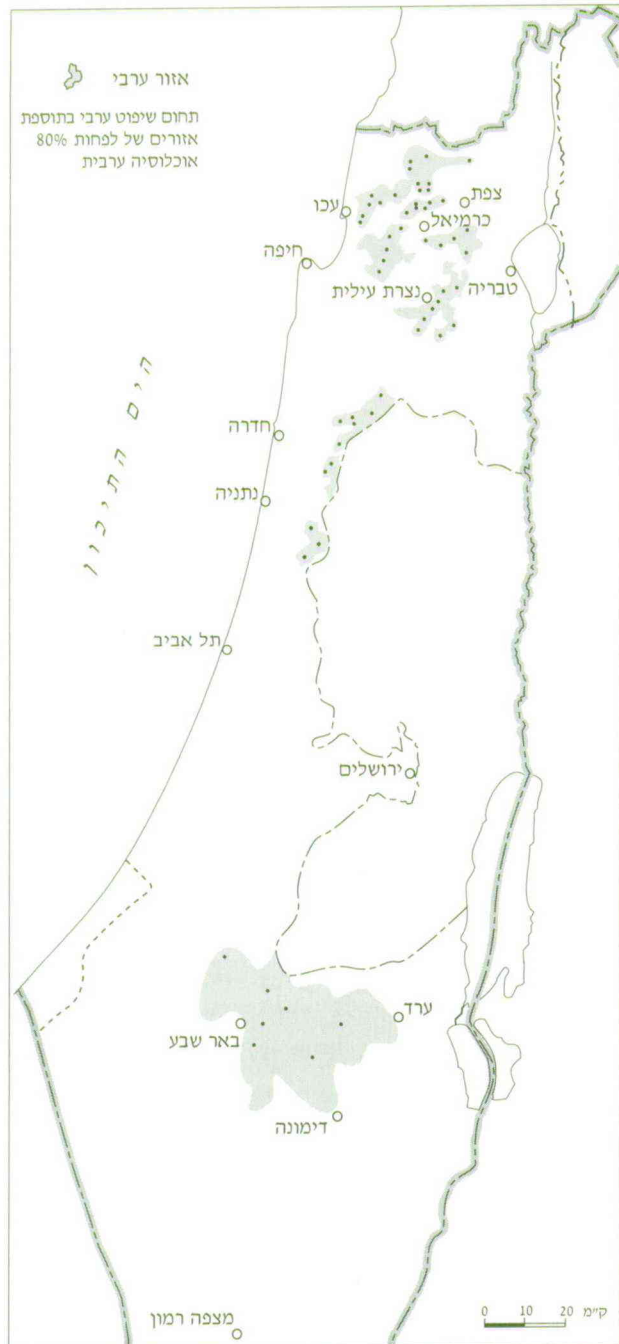 אזור ערבי
תחום שיפוט ערבי בתוספת
אזורים של לפחות 80%
אוכלוסיה ערבית
צפת
עכו
כרמיאל
חיפה
טבריה
נצרת עילית
הים התיכון
חדרה
נתניה
תל אביב
ירושלים
ערד
באר שבע
דימונה
מצפה רמון
0 10 20 ק״מ